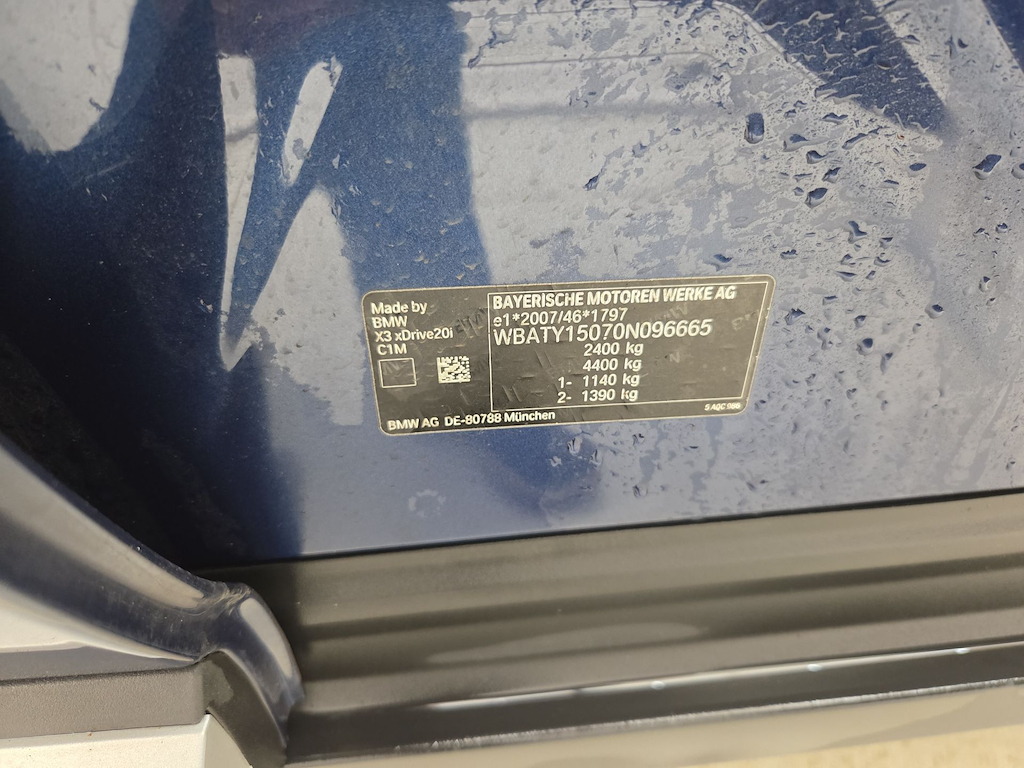 Made by
BMW
X3 xDrive20i
C1M
BAYERISCHE MOTOREN WERKE AG
e1*2007/46*1797
WBATY15070N096665
2400 kg
4400 kg
1- 1140 kg
2- 1390 kg
BMW AG DE-80788 München